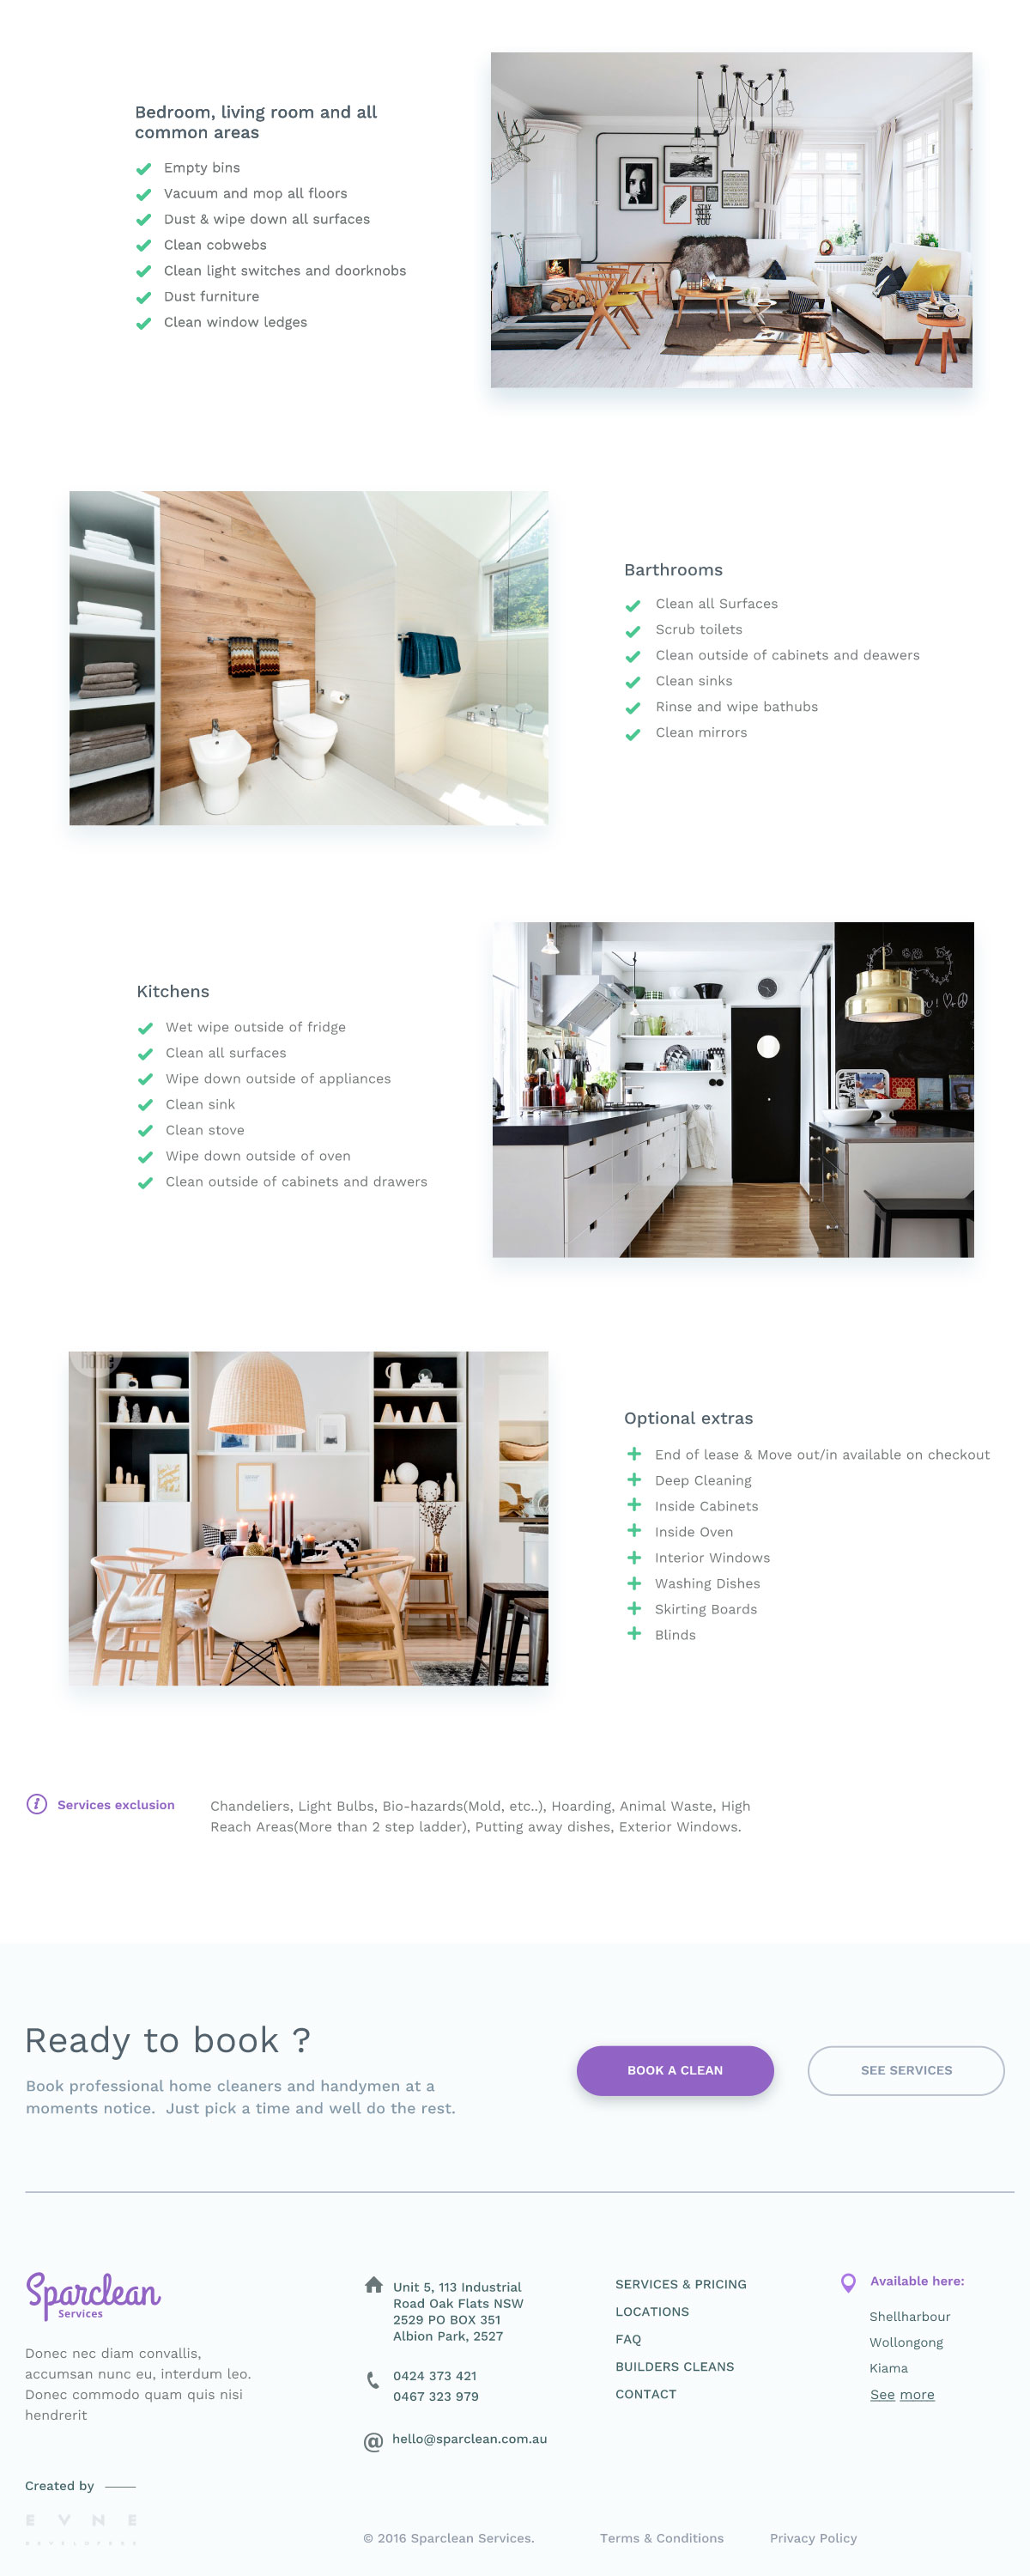 Bedroom, living room and all
common areas
Empty bins
Vacuum and mop all floors
Dust & wipe down all surfaces
Clean cobwebs
Clean light switches and doorknobs
Dust furniture
Clean window ledges
STAY
TRUE
STAY
YOU
Barthrooms
Clean all Surfaces
Scrub toilets
Clean outside of cabinets and deawers
Clean sinks
Rinse and wipe bathubs
Clean mirrors
Kitchens
Wet wipe outside of fridge
Clean all surfaces
Wipe down outside of appliances
Clean sink
Clean stove
Wipe down outside of oven
Clean outside of cabinets and drawers
home
Optional extras
End of lease & Move out/in available on checkout
Deep Cleaning
Inside Cabinets
Inside Oven
Interior Windows
Washing Dishes
Skirting Boards
Blinds
Services exclusion
Chandeliers, Light Bulbs, Bio-hazards(Mold, etc..), Hoarding, Animal Waste, High
Reach Areas(More than 2 step ladder), Putting away dishes, Exterior Windows.
Ready to book ?
Book professional home cleaners and handymen at a
moments notice. Just pick a time and well do the rest.
BOOK A CLEAN
SEE SERVICES
Sparclean
Services
Donec nec diam convallis,
accumsan nunc eu, interdum leo.
Donec commodo quam quis nisi
hendrerit
Created by
EVNE
DEVELOPERS
Unit 5, 113 Industrial
Road Oak Flats NSW
2529 PO BOX 351
Albion Park, 2527
0424 373 421
0467 323 979
@ hello@sparclean.com.au
SERVICES & PRICING
LOCATIONS
FAQ
BUILDERS CLEANS
CONTACT
Available here:
Shellharbour
Wollongong
Kiama
See more
© 2016 Sparclean Services.
Terms & Conditions
Privacy Policy